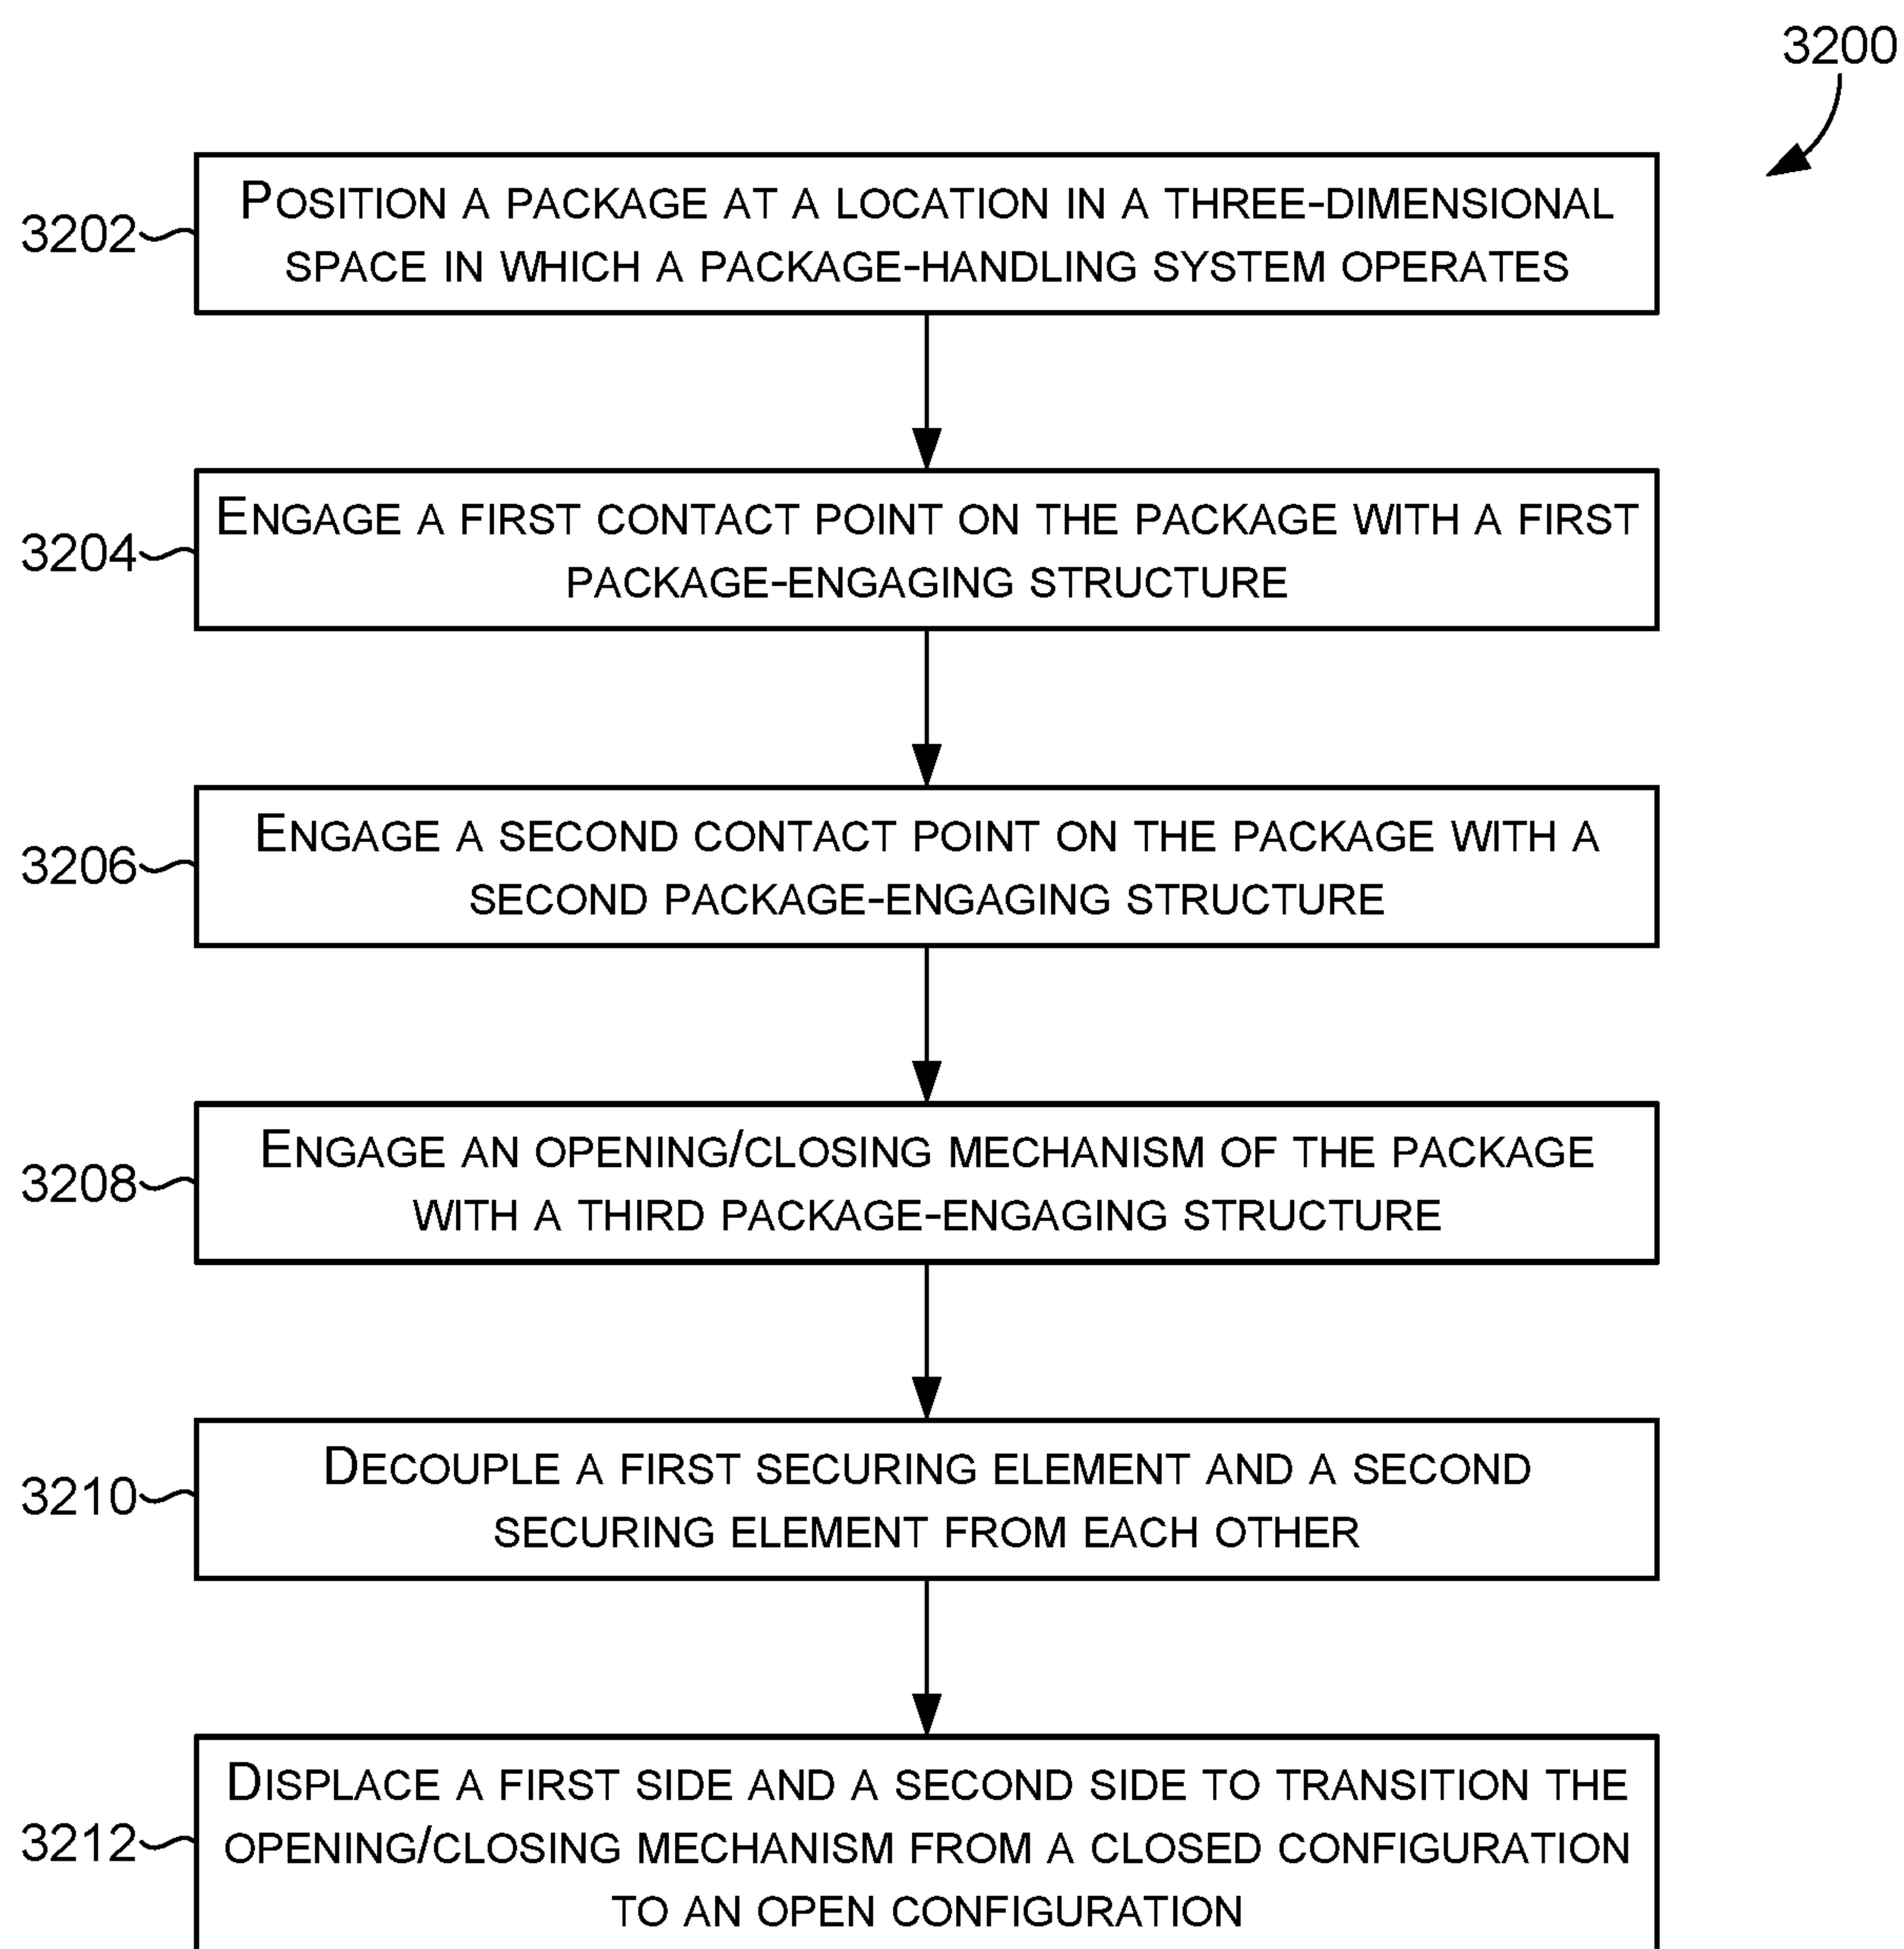 3200
3202
POSITION A PACKAGE AT A LOCATION IN A THREE-DIMENSIONAL
SPACE IN WHICH A PACKAGE-HANDLING SYSTEM OPERATES
3204
ENGAGE A FIRST CONTACT POINT ON THE PACKAGE WITH A FIRST
PACKAGE-ENGAGING STRUCTURE
3206
ENGAGE A SECOND CONTACT POINT ON THE PACKAGE WITH A
SECOND PACKAGE-ENGAGING STRUCTURE
3208
ENGAGE AN OPENING/CLOSING MECHANISM OF THE PACKAGE
WITH A THIRD PACKAGE-ENGAGING STRUCTURE
3210
DECOUPLE A FIRST SECURING ELEMENT AND A SECOND
SECURING ELEMENT FROM EACH OTHER
3212
DISPLACE A FIRST SIDE AND A SECOND SIDE TO TRANSITION THE
OPENING/CLOSING MECHANISM FROM A CLOSED CONFIGURATION
TO AN OPEN CONFIGURATION